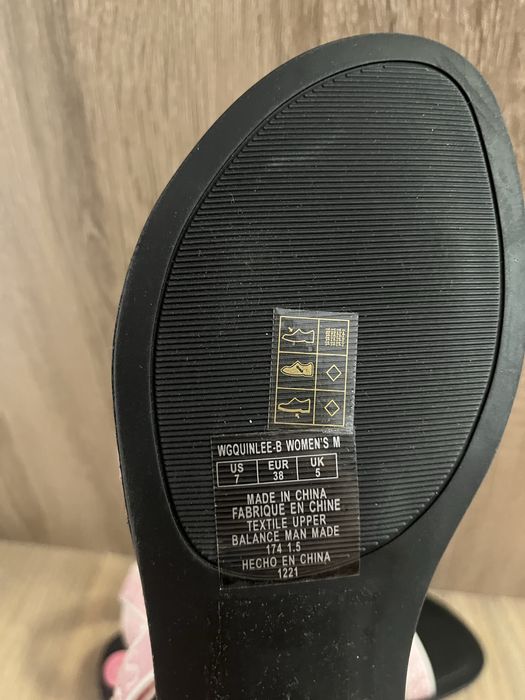 WGQUINLEE-B WOMEN'S M
US EUR UK
7 38 5
MADE IN CHINA
FABRIQUE EN CHINE
TEXTILE UPPER
BALANCE MAN MADE
174 1.5
HECHO EN CHINA
1221